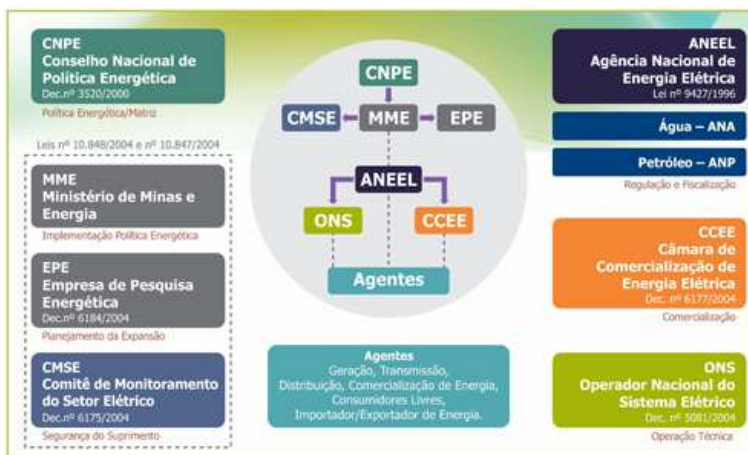 CNPE
Conselho Nacional de
Política Energética
Dec.nº 3520/2000
Política Energética/Matriz
Leis nº 10.848/2004 e nº 10.847/2004
MME
Ministério de Minas e
Energia
Implementação Política Energética
EPE
Empresa de Pesquisa
Energética
Dec.nº 6184/2004
Planejamento da Expansão
CMSE
Comitê de Monitoramento
do Setor Elétrico
Dec.nº 6175/2004
Segurança do Suprimento
CNPE
CMSE
MME
EPE
ANEEL
ONS
CCEE
Agentes
Agentes
Geração, Transmissão,
Distribuição, Comercialização de Energia,
Consumidores Livres,
Importador/Exportador de Energia.
ANEEL
Agência Nacional de
Energia Elétrica
Lei nº 9427/1996
Água – ANA
Petróleo – ANP
Regulação e Fiscalização
CCEE
Câmara de
Comercialização de
Energia Elétrica
Dec. nº 6177/2004
Comercialização
ONS
Operador Nacional do
Sistema Elétrico
Dec. nº 5081/2004
Operação Técnica